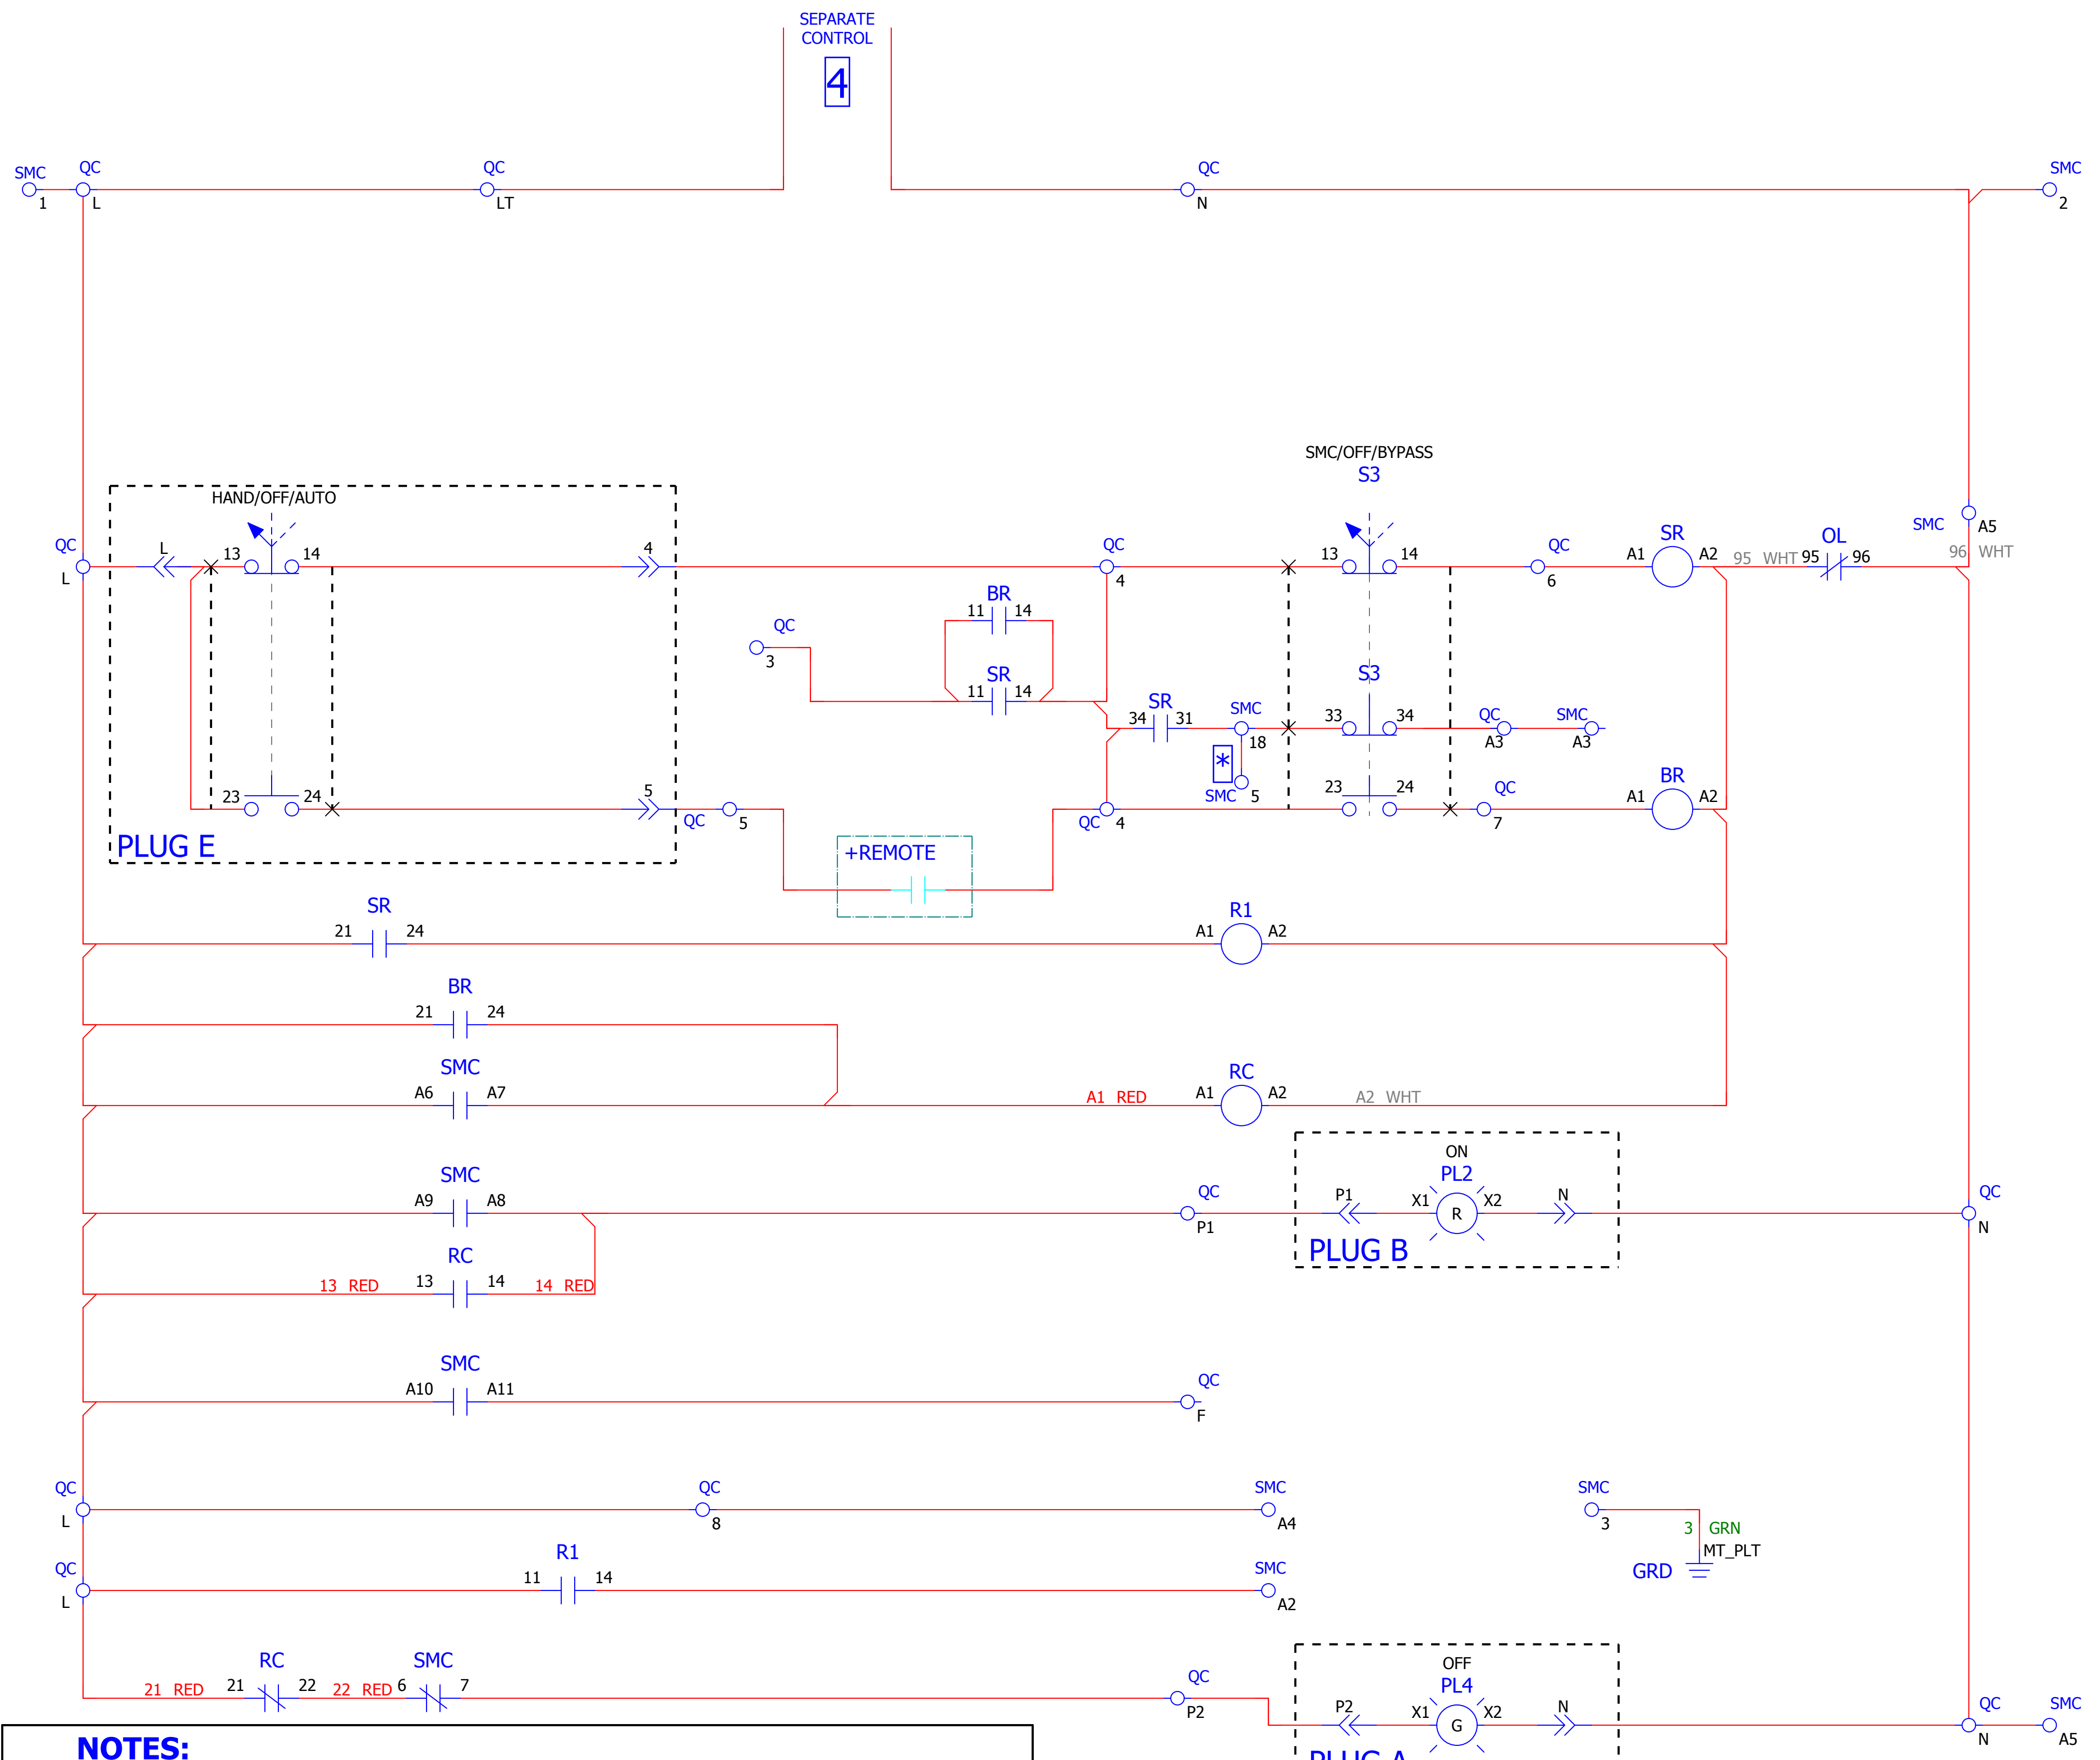 SEPARATE
CONTROL
4
SMC
1
QC
L
QC
LT
QC
N
SMC
2
SMC/OFF/BYPASS
S3
HAND/OFF/AUTO
QC
L
L
13 14
4
QC
4
13 14
QC
6
SR
A1 A2
95 WHT
OL
95 96
SMC A5
96 WHT
BR
11 14
QC
3
SR
11 14
SR
34 31
SMC
18
S3
33 34
QC
A3
SMC
A3
*
SMC 5
23 24
5
QC 5
QC 4
23 24
QC
7
BR
A1 A2
PLUG E
+REMOTE
SR
21 24
R1
A1 A2
BR
21 24
SMC
A6 A7
A1 RED
RC
A1 A2
A2 WHT
SMC
A9 A8
QC
P1
ON
PL2
P1
X1 R X2
N
PLUG B
QC
N
RC
13 RED 13 14 14 RED
SMC
A10 A11
QC
F
QC
L
QC
8
SMC
A4
SMC
3
3 GRN
MT_PLT
GRD
QC
L
R1
11 14
SMC
A2
RC
21 RED 21 22
SMC
22 RED 6 7
QC
P2
OFF
PL4
P2
X1 G X2
N
PLUG A
QC
N
SMC
A5
NOTES: